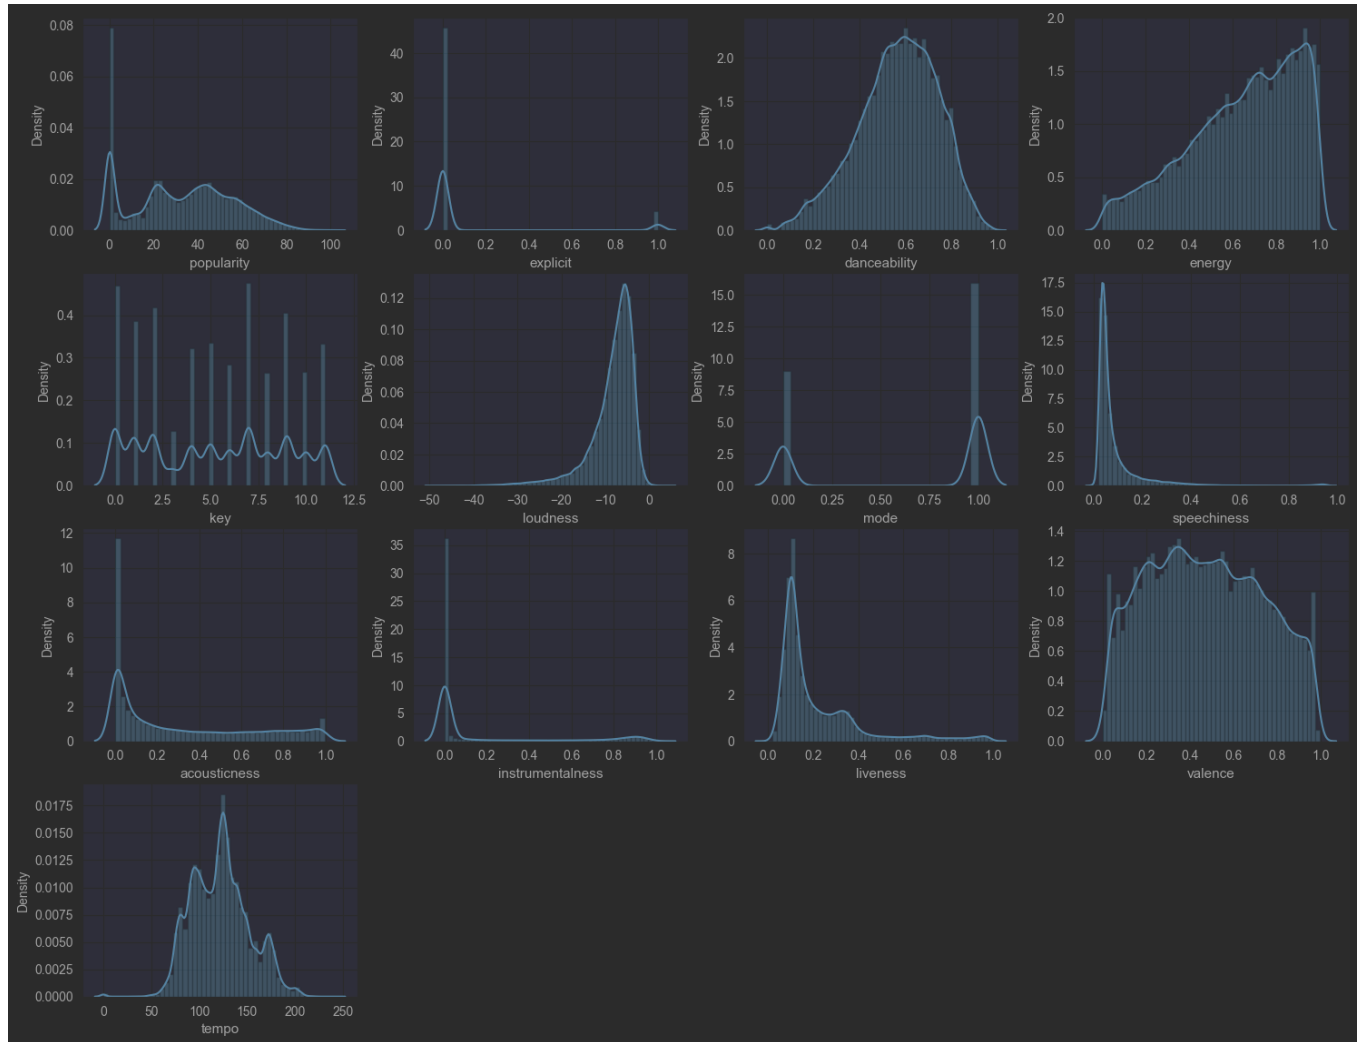 0.08
0.06
0.04
0.02
0.00
Density
0 20 40 60 80 100
popularity
40
30
20
10
0
Density
0.0 0.2 0.4 0.6 0.8 1.0
explicit
2.0
1.5
1.0
0.5
0.0
Density
0.0 0.2 0.4 0.6 0.8 1.0
danceability
2.0
1.5
1.0
0.5
0.0
Density
0.0 0.2 0.4 0.6 0.8 1.0
energy
0.4
0.3
0.2
0.1
0.0
Density
0.0 2.5 5.0 7.5 10.0 12.5
key
0.12
0.10
0.08
0.06
0.04
0.02
0.00
Density
−50 −40 −30 −20 −10 0
loudness
15.0
12.5
10.0
7.5
5.0
2.5
0.0
Density
0.00 0.25 0.50 0.75 1.00
mode
17.5
15.0
12.5
10.0
7.5
5.0
2.5
0.0
Density
0.0 0.2 0.4 0.6 0.8 1.0
speechiness
12
10
8
6
4
2
0
Density
0.0 0.2 0.4 0.6 0.8 1.0
acousticness
35
30
25
20
15
10
5
0
Density
0.0 0.2 0.4 0.6 0.8 1.0
instrumentalness
8
6
4
2
0
Density
0.0 0.2 0.4 0.6 0.8 1.0
liveness
1.4
1.2
1.0
0.8
0.6
0.4
0.2
0.0
Density
0.0 0.2 0.4 0.6 0.8 1.0
valence
0.0175
0.0150
0.0125
0.0100
0.0075
0.0050
0.0025
0.0000
Density
0 50 100 150 200 250
tempo